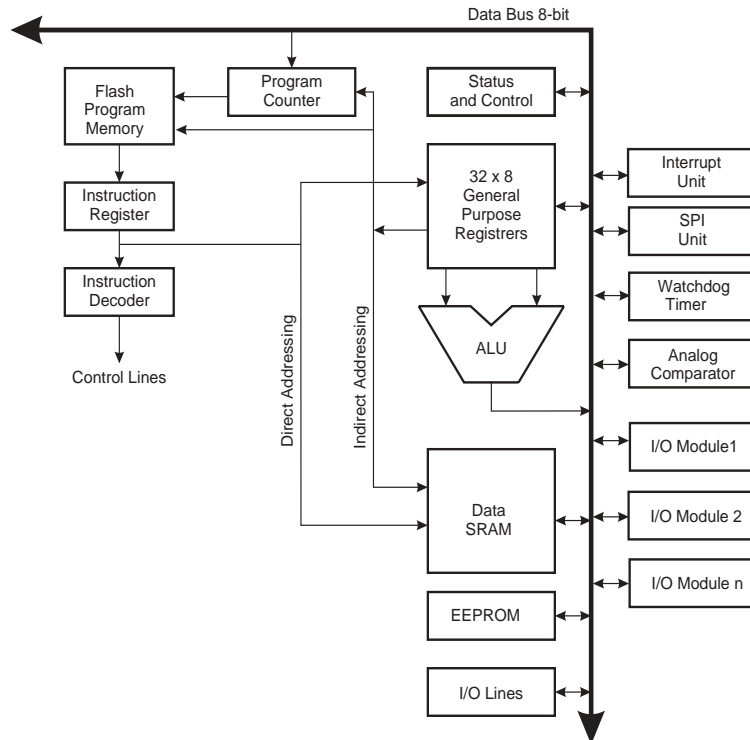 Data Bus 8-bit
Flash
Program
Memory
Program
Counter
Status
and Control
32 x 8
General
Purpose
Registrers
Interrupt
Unit
Instruction
Register
SPI
Unit
Instruction
Decoder
Watchdog
Timer
ALU
Analog
Comparator
Control Lines
Direct Addressing
Indirect Addressing
I/O Module1
Data
SRAM
I/O Module 2
I/O Module n
EEPROM
I/O Lines